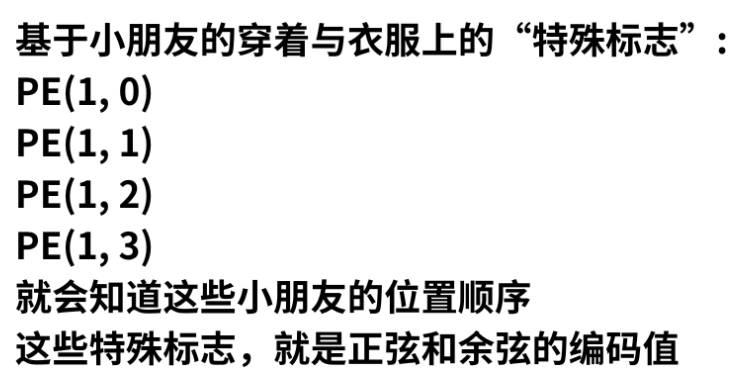 基于小朋友的穿着与衣服上的“特殊标志”:
PE(1, 0)
PE(1, 1)
PE(1, 2)
PE(1, 3)
就会知道这些小朋友的位置顺序
这些特殊标志，就是正弦和余弦的编码值